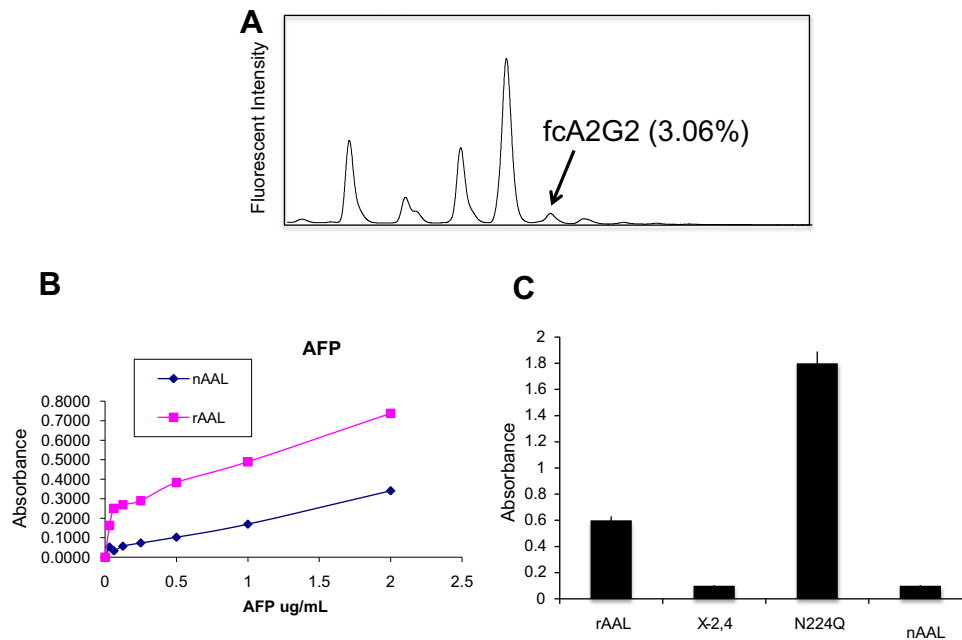 A
Fluorescent Intensity
fcA2G2 (3.06%)
B
AFP
nAAL
rAAL
0.8000
0.7000
0.6000
0.5000
0.4000
0.3000
0.2000
0.1000
0.0000
Absorbance
0 0.5 1 1.5 2 2.5
AFP ug/mL
C
2
1.8
1.6
1.4
1.2
1
0.8
0.6
0.4
0.2
0
Absorbance
rAAL X-2,4 N224Q nAAL